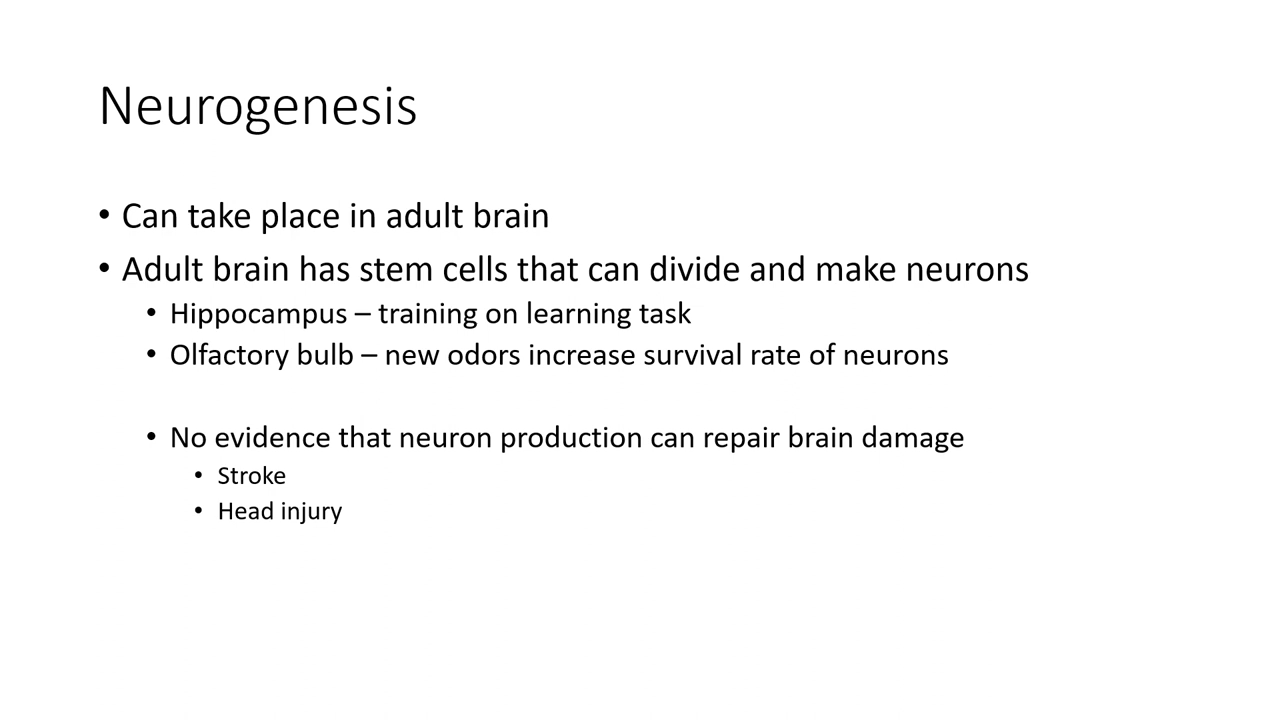 Neurogenesis
• Can take place in adult brain
• Adult brain has stem cells that can divide and make neurons
• Hippocampus – training on learning task
• Olfactory bulb – new odors increase survival rate of neurons
• No evidence that neuron production can repair brain damage
• Stroke
• Head injury